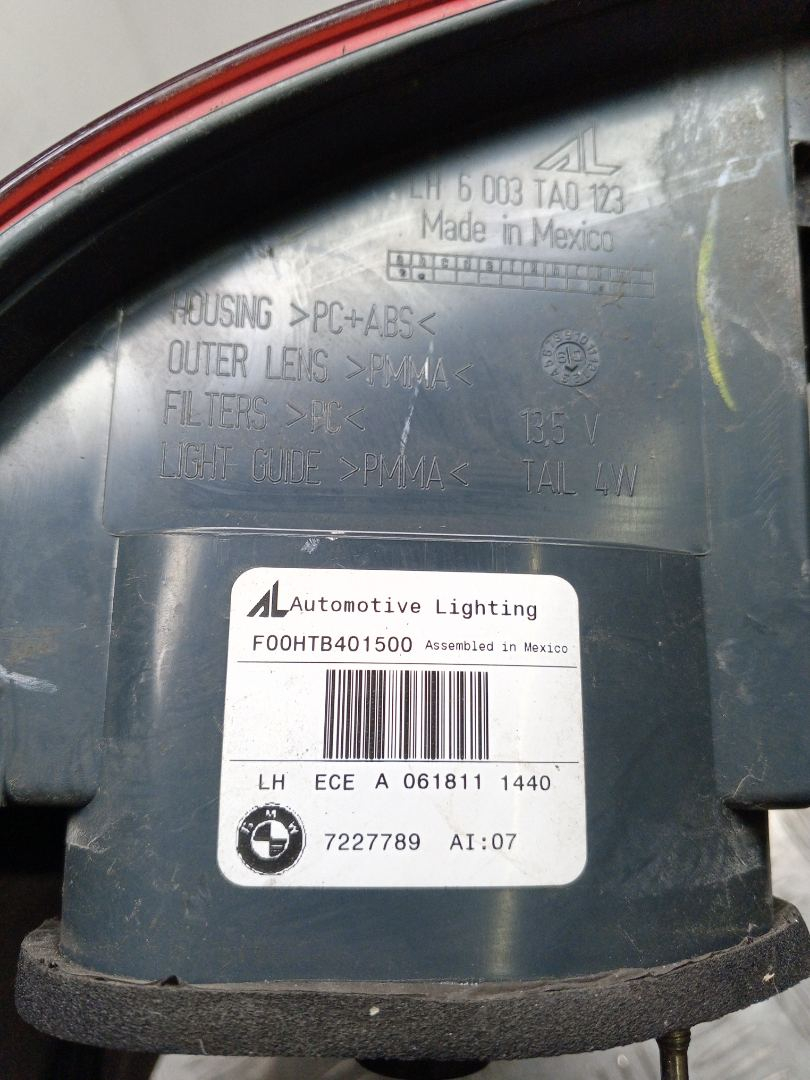 AL
LH 6 003 TA0 123
Made in Mexico
HOUSING >PC+ABS<
OUTER LENS >PMMA<
FILTERS >PC< 13,5 V
LIGHT GUIDE >PMMA< TAIL 4W
AL Automotive Lighting
F00HTB401500 Assembled in Mexico
LH ECE A 061811 1440
BMW 7227789 AI:07